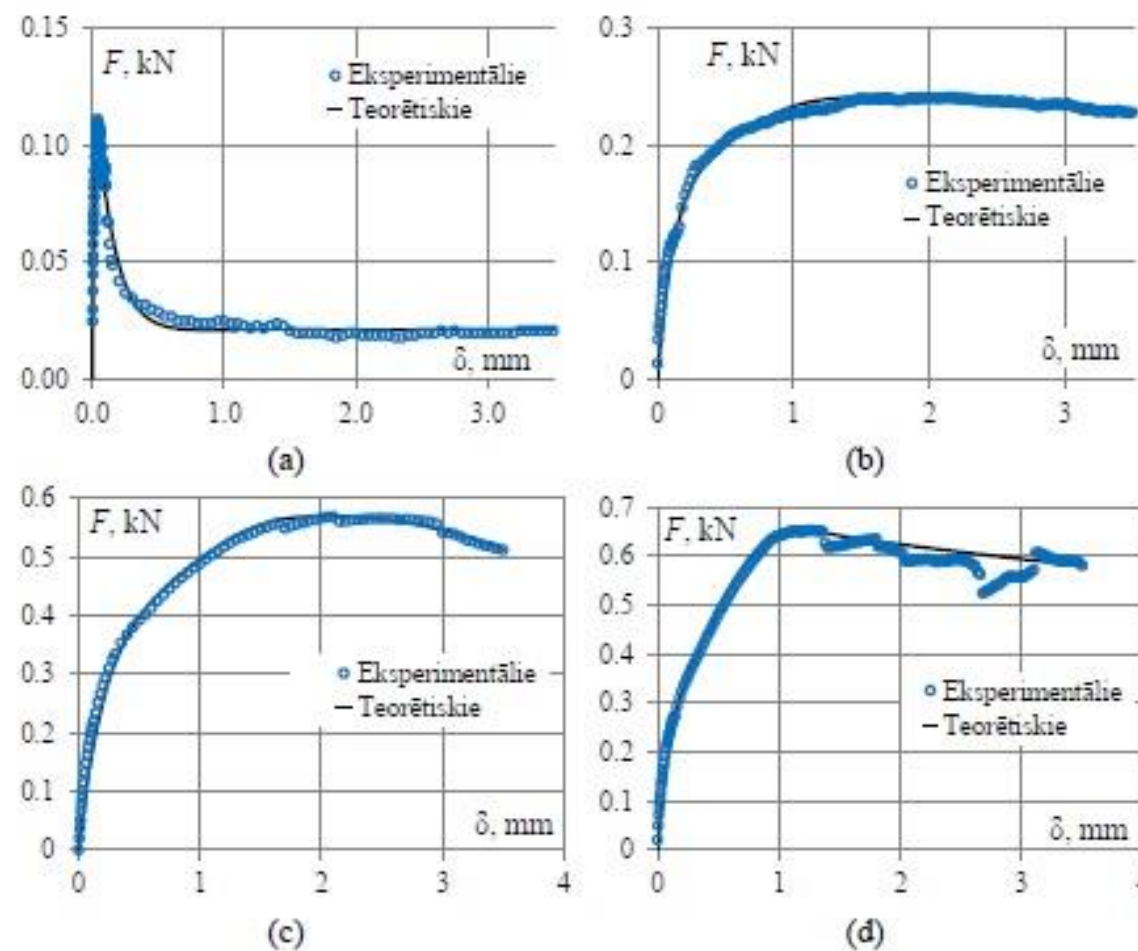 0.15
F, kN
Eksperimentālie
Teorētiskie
0.10
0.05
δ, mm
0.00
0.0 1.0 2.0 3.0
(a)
0.3
F, kN
0.2
Eksperimentālie
Teorētiskie
0.1
δ, mm
0
0 1 2 3
(b)
0.6
F, kN
0.5
0.4
0.3
Eksperimentālie
Teorētiskie
0.2
0.1
δ, mm
0
0 1 2 3 4
(c)
0.7
F, kN
0.6
0.5
0.4
Eksperimentālie
0.3
Teorētiskie
0.2
0.1
δ, mm
0
0 1 2 3 4
(d)